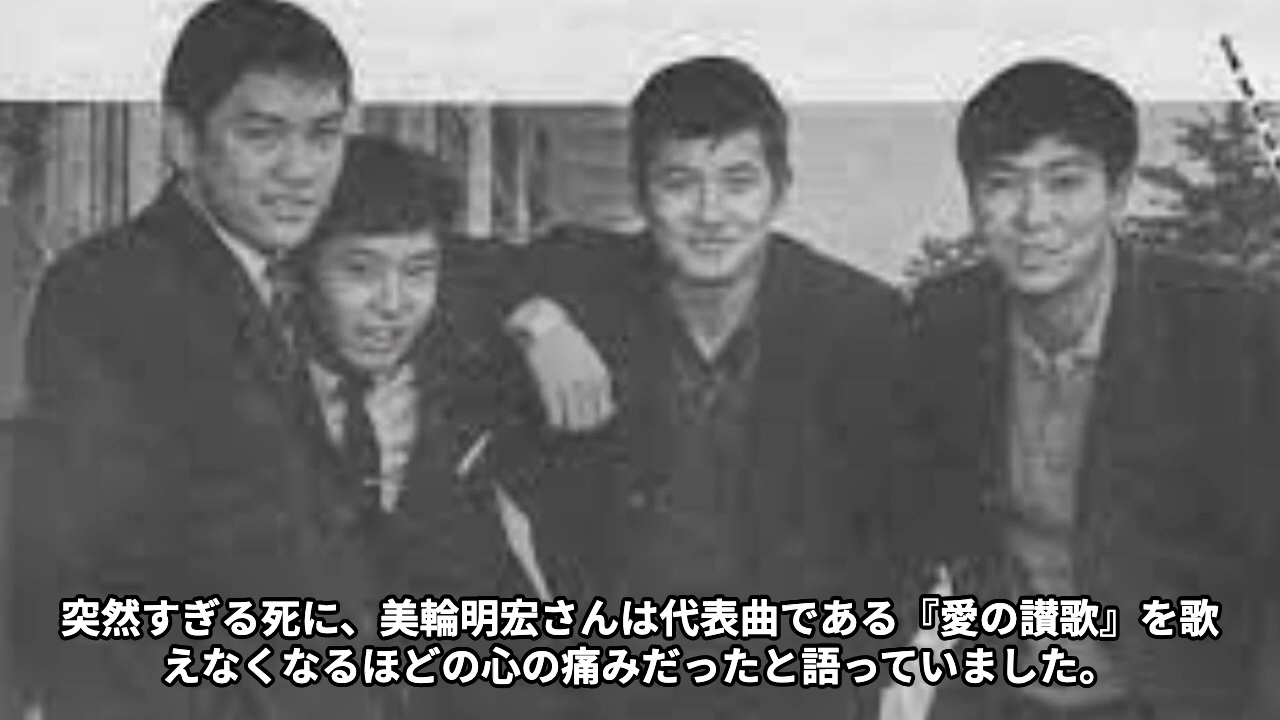 突然すぎる死に、美輪明宏さんは代表曲である『愛の讃歌』を歌
えなくなるほどの心の痛みだったと語っていました。